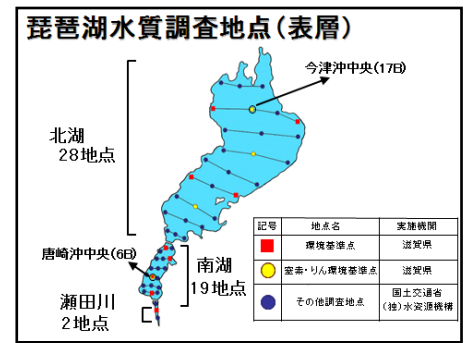 琵琶湖水質調査地点(表層)
今津沖中央(17B)
北湖
28地点
唐崎沖中央(6B)
南湖
19地点
瀬田川
2地点
記号 地点名 実施機関
環境基準点 滋賀県
窒素・りん環境基準点 滋賀県
その他調査地点 国土交通省
(独)水資源機構